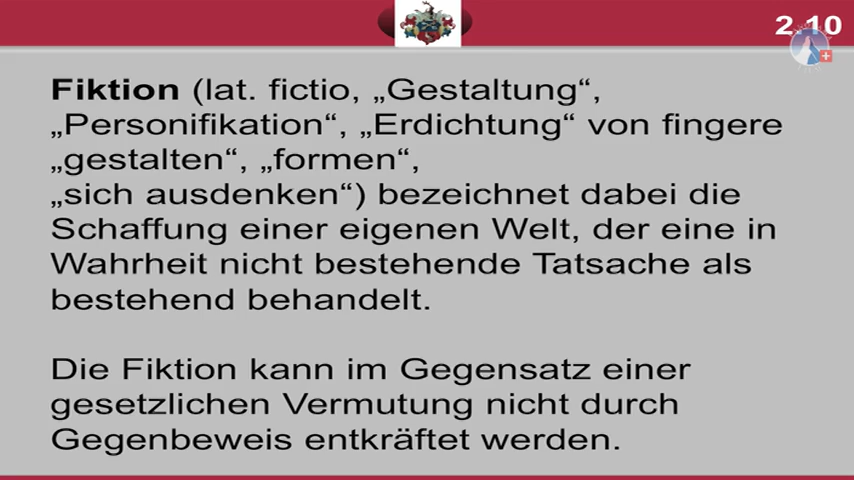 2.10
Fiktion (lat. fictio, „Gestaltung“,
„Personifikation“, „Erdichtung“ von fingere
„gestalten“, „formen“,
„sich ausdenken“) bezeichnet dabei die
Schaffung einer eigenen Welt, der eine in
Wahrheit nicht bestehende Tatsache als
bestehend behandelt.
Die Fiktion kann im Gegensatz einer
gesetzlichen Vermutung nicht durch
Gegenbeweis entkräftet werden.